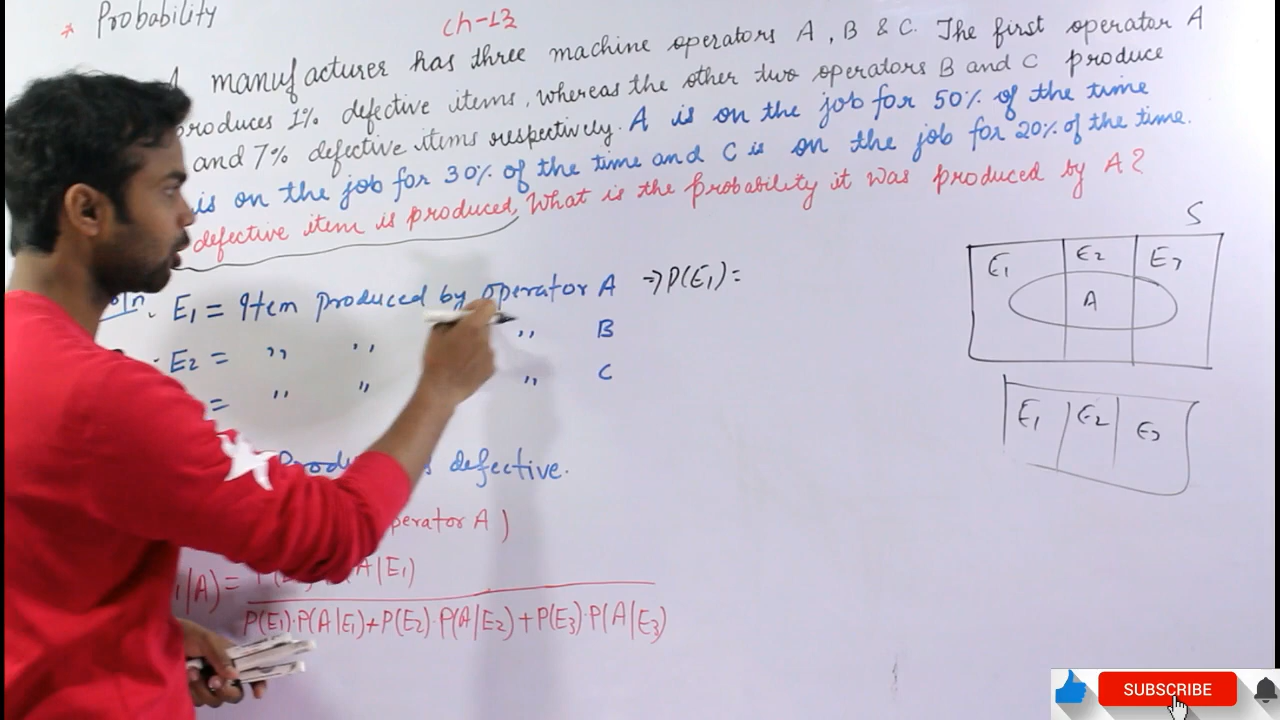 * Probability
Ch-13
A manufacturer has three machine operators A, B & C. The first operator A
produces 1% defective items, whereas the other two operators B and C produce
and 7% defective items respectively. A is on the job for 50% of the time
is on the job for 30% of the time and C is on the job for 20% of the time.
defective item is produced, What is the probability it was produced by A?
S
E1 E2 E3
A
Soln. E1 = Item produced by operator A → P(E1) =
E2 = ,, ,, ,, B
= ,, ,, ,, C
E1 E2 E3
defective.
operator A)
|A) = P(A|E1)
P(E1)·P(A|E1)+P(E2)·P(A|E2)+P(E3)·P(A|E3)
SUBSCRIBE